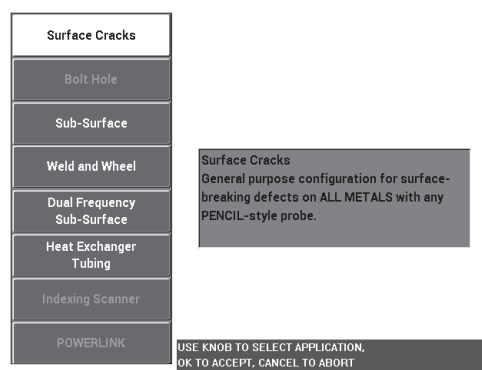 Surface Cracks
Bolt Hole
Sub-Surface
Weld and Wheel
Dual Frequency
Sub-Surface
Heat Exchanger
Tubing
Indexing Scanner
POWERLINK
Surface Cracks
General purpose configuration for surface-
breaking defects on ALL METALS with any
PENCIL-style probe.
USE KNOB TO SELECT APPLICATION,
OK TO ACCEPT, CANCEL TO ABORT